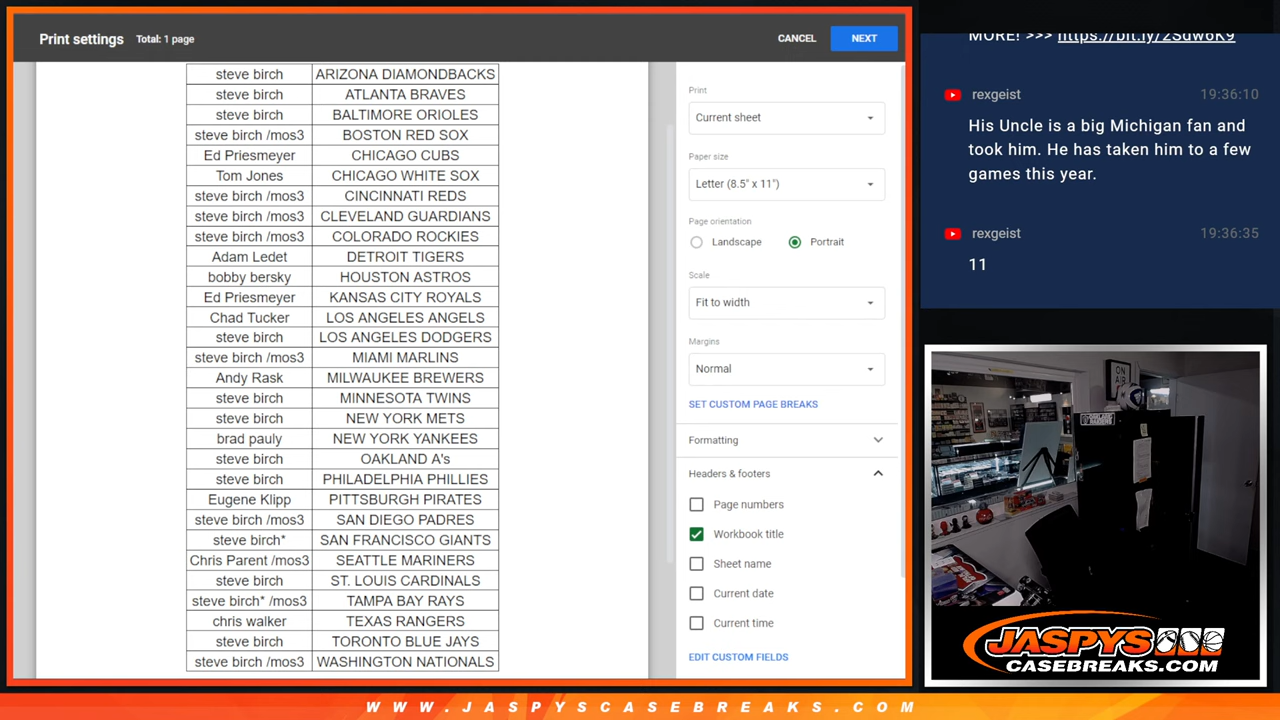 Print settings Total: 1 page CANCEL NEXT
steve birch ARIZONA DIAMONDBACKS
steve birch ATLANTA BRAVES
steve birch BALTIMORE ORIOLES
steve birch /mos3 BOSTON RED SOX
Ed Priesmeyer CHICAGO CUBS
Tom Jones CHICAGO WHITE SOX
steve birch /mos3 CINCINNATI REDS
steve birch /mos3 CLEVELAND GUARDIANS
steve birch /mos3 COLORADO ROCKIES
Adam Ledet DETROIT TIGERS
bobby bersky HOUSTON ASTROS
Ed Priesmeyer KANSAS CITY ROYALS
Chad Tucker LOS ANGELES ANGELS
steve birch LOS ANGELES DODGERS
steve birch /mos3 MIAMI MARLINS
Andy Rask MILWAUKEE BREWERS
steve birch MINNESOTA TWINS
steve birch NEW YORK METS
brad pauly NEW YORK YANKEES
steve birch OAKLAND A's
steve birch PHILADELPHIA PHILLIES
Eugene Klipp PITTSBURGH PIRATES
steve birch /mos3 SAN DIEGO PADRES
steve birch* SAN FRANCISCO GIANTS
Chris Parent /mos3 SEATTLE MARINERS
steve birch ST. LOUIS CARDINALS
steve birch* /mos3 TAMPA BAY RAYS
chris walker TEXAS RANGERS
steve birch TORONTO BLUE JAYS
steve birch /mos3 WASHINGTON NATIONALS
Print
Current sheet
Paper size
Letter (8.5" x 11")
Page orientation
Landscape Portrait
Scale
Fit to width
Margins
Normal
SET CUSTOM PAGE BREAKS
Formatting
Headers & footers
Page numbers
Workbook title
Sheet name
Current date
Current time
EDIT CUSTOM FIELDS
MORE! >>> https://bit.ly/2Sdw6K9
rexgeist 19:36:10
His Uncle is a big Michigan fan and
took him. He has taken him to a few
games this year.
rexgeist 19:36:35
11
ON
AIR
JASPYS
CASEBREAKS.COM
WWW.JASPYSCASEBREAKS.COM